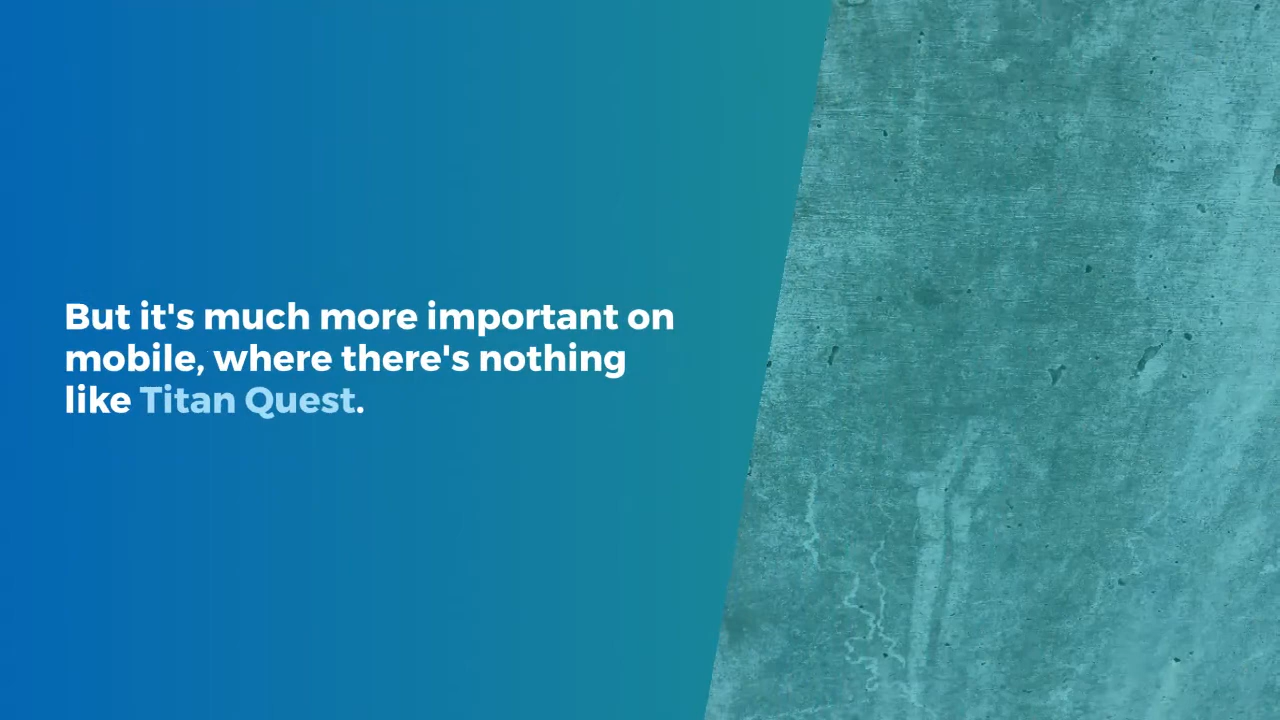 But it's much more important on
mobile, where there's nothing
like Titan Quest.